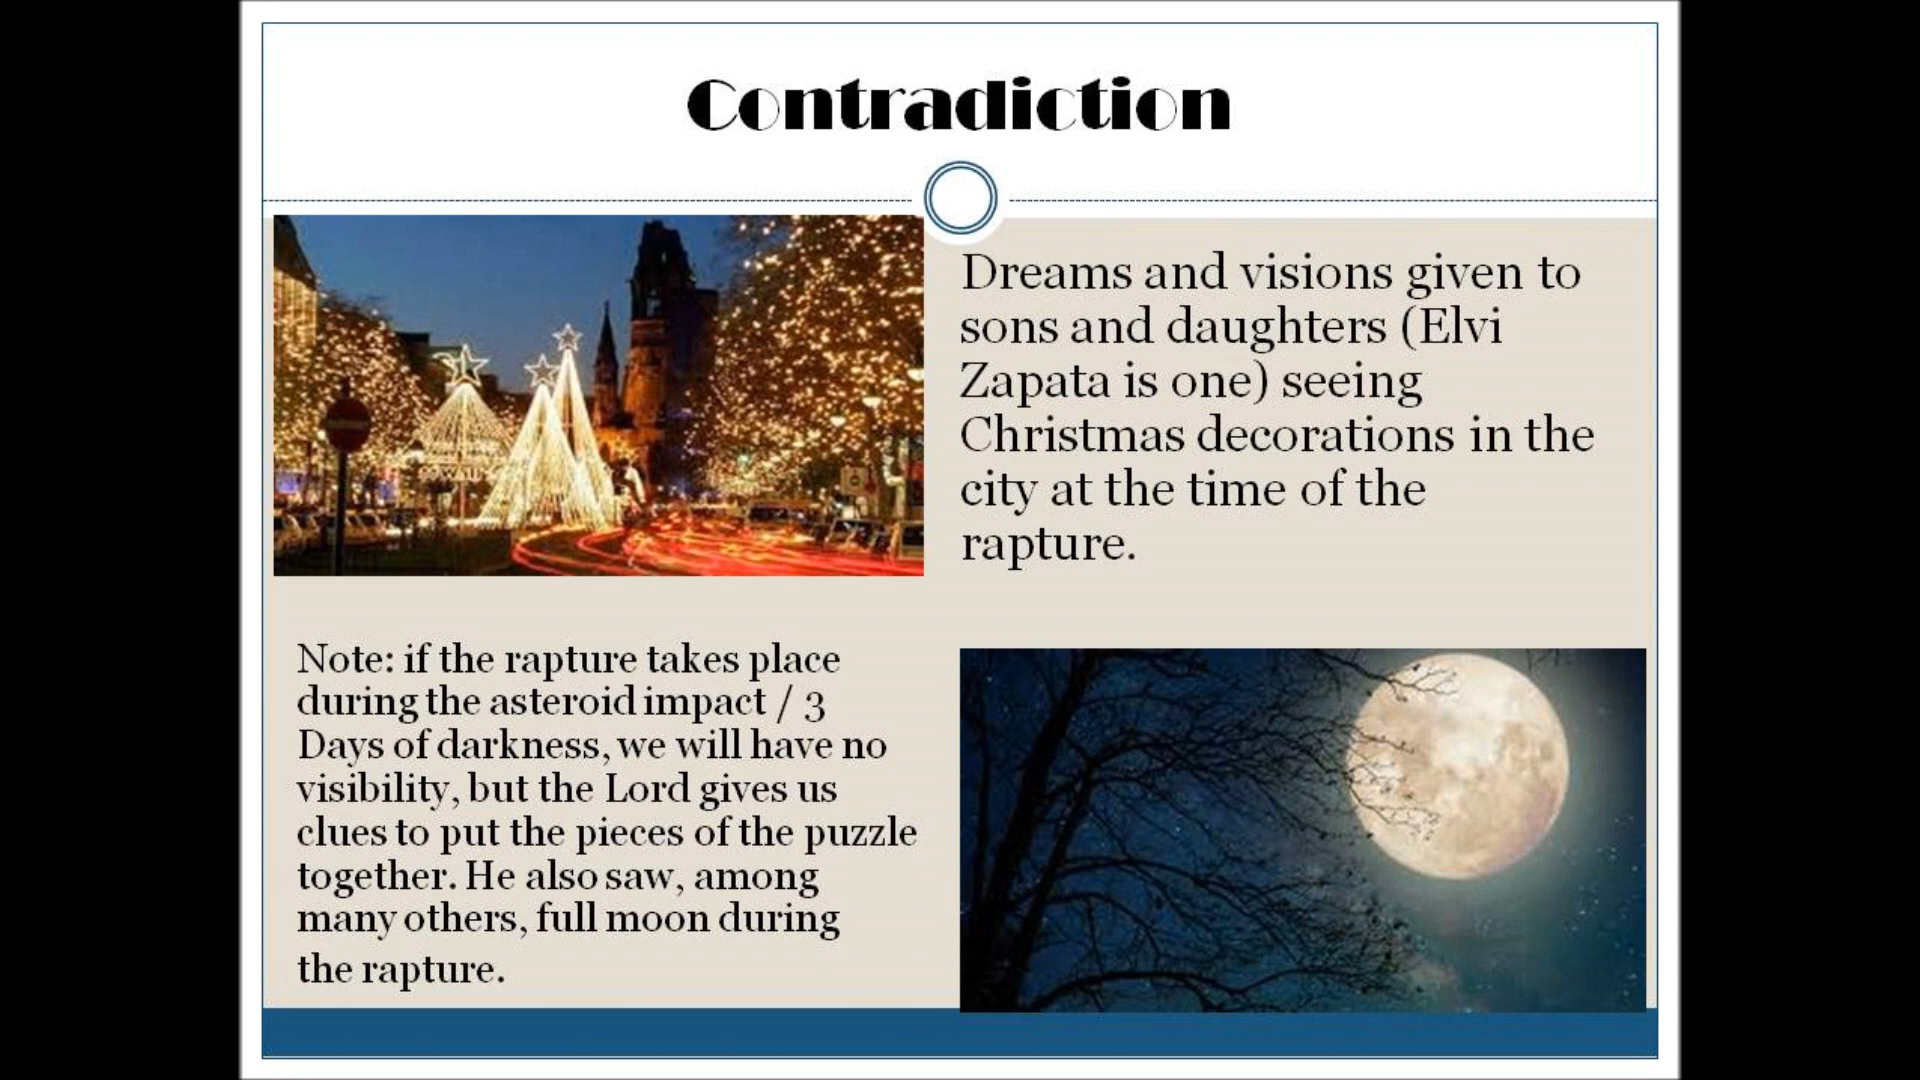 Contradiction
Dreams and visions given to
sons and daughters (Elvi
Zapata is one) seeing
Christmas decorations in the
city at the time of the
rapture.
Note: if the rapture takes place
during the asteroid impact / 3
Days of darkness, we will have no
visibility, but the Lord gives us
clues to put the pieces of the puzzle
together. He also saw, among
many others, full moon during
the rapture.